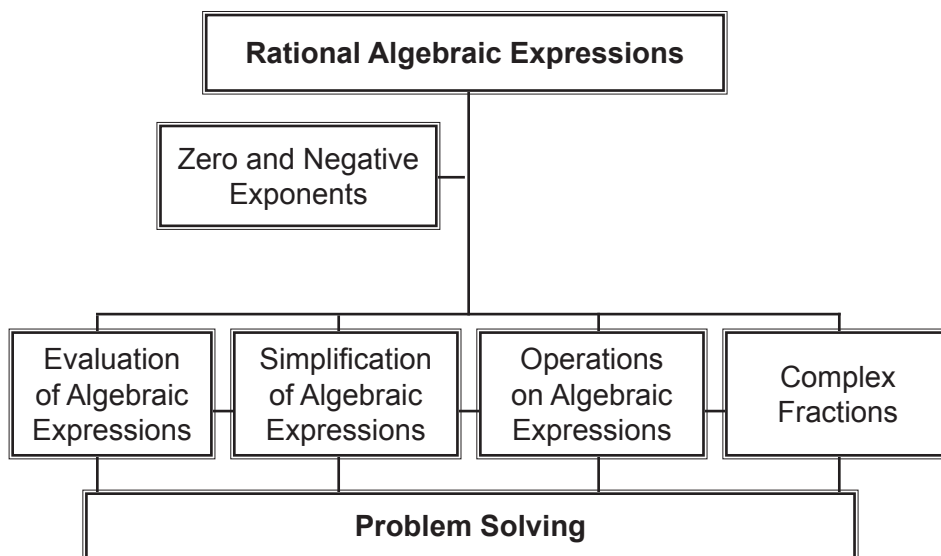 Rational Algebraic Expressions
Zero and Negative
Exponents
Evaluation
of Algebraic
Expressions
Simplification
of Algebraic
Expressions
Operations
on Algebraic
Expressions
Complex
Fractions
Problem Solving